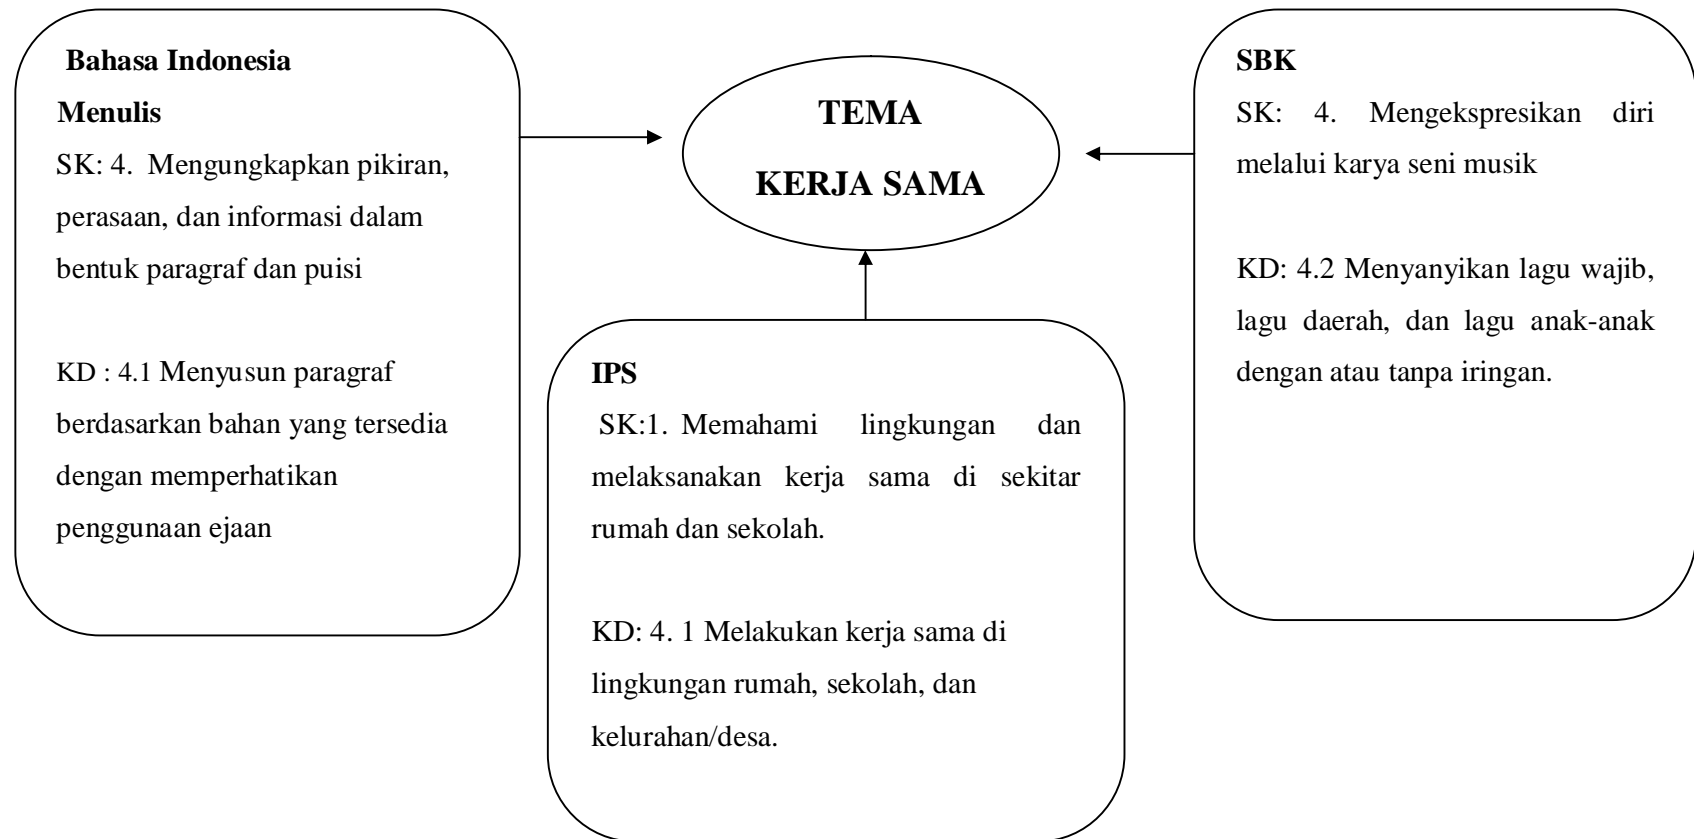 Bahasa Indonesia
Menulis
SK: 4. Mengungkapkan pikiran,
perasaan, dan informasi dalam
bentuk paragraf dan puisi
KD : 4.1 Menyusun paragraf
berdasarkan bahan yang tersedia
dengan memperhatikan
penggunaan ejaan
TEMA
KERJA SAMA
IPS
SK:1. Memahami lingkungan dan
melaksanakan kerja sama di sekitar
rumah dan sekolah.
KD: 4. 1 Melakukan kerja sama di
lingkungan rumah, sekolah, dan
kelurahan/desa.
SBK
SK: 4. Mengekspresikan diri
melalui karya seni musik
KD: 4.2 Menyanyikan lagu wajib,
lagu daerah, dan lagu anak-anak
dengan atau tanpa iringan.